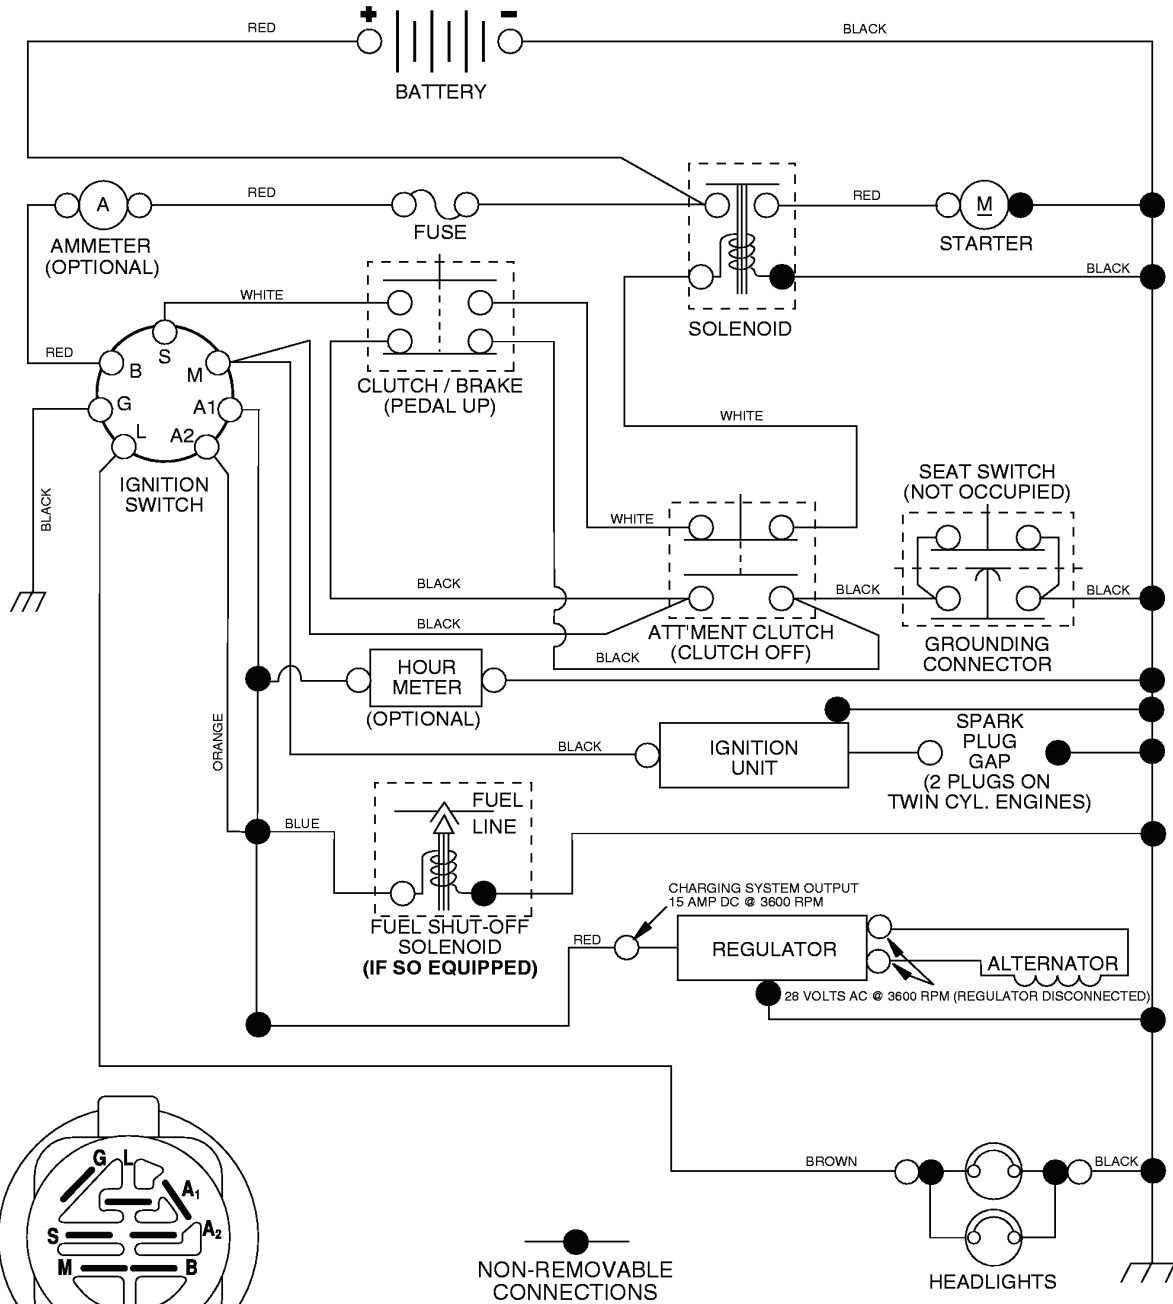 + -
RED
BLACK
BATTERY
RED
RED
A
M
FUSE
STARTER
AMMETER
(OPTIONAL)
BLACK
WHITE
SOLENOID
RED
S
B
M
CLUTCH / BRAKE
(PEDAL UP)
G
A1
WHITE
L
A2
SEAT SWITCH
(NOT OCCUPIED)
IGNITION
SWITCH
BLACK
WHITE
BLACK
BLACK
BLACK
BLACK
ATT'MENT CLUTCH
(CLUTCH OFF)
GROUNDING
CONNECTOR
BLACK
HOUR
METER
(OPTIONAL)
ORANGE
SPARK
PLUG
GAP
(2 PLUGS ON
TWIN CYL. ENGINES)
BLACK
IGNITION
UNIT
FUEL
LINE
BLUE
FUEL SHUT-OFF
SOLENOID
(IF SO EQUIPPED)
CHARGING SYSTEM OUTPUT
15 AMP DC @ 3600 RPM
RED
REGULATOR
ALTERNATOR
28 VOLTS AC @ 3600 RPM (REGULATOR DISCONNECTED)
BROWN
BLACK
G L
A1
S
A2
M
B
NON-REMOVABLE
CONNECTIONS
HEADLIGHTS